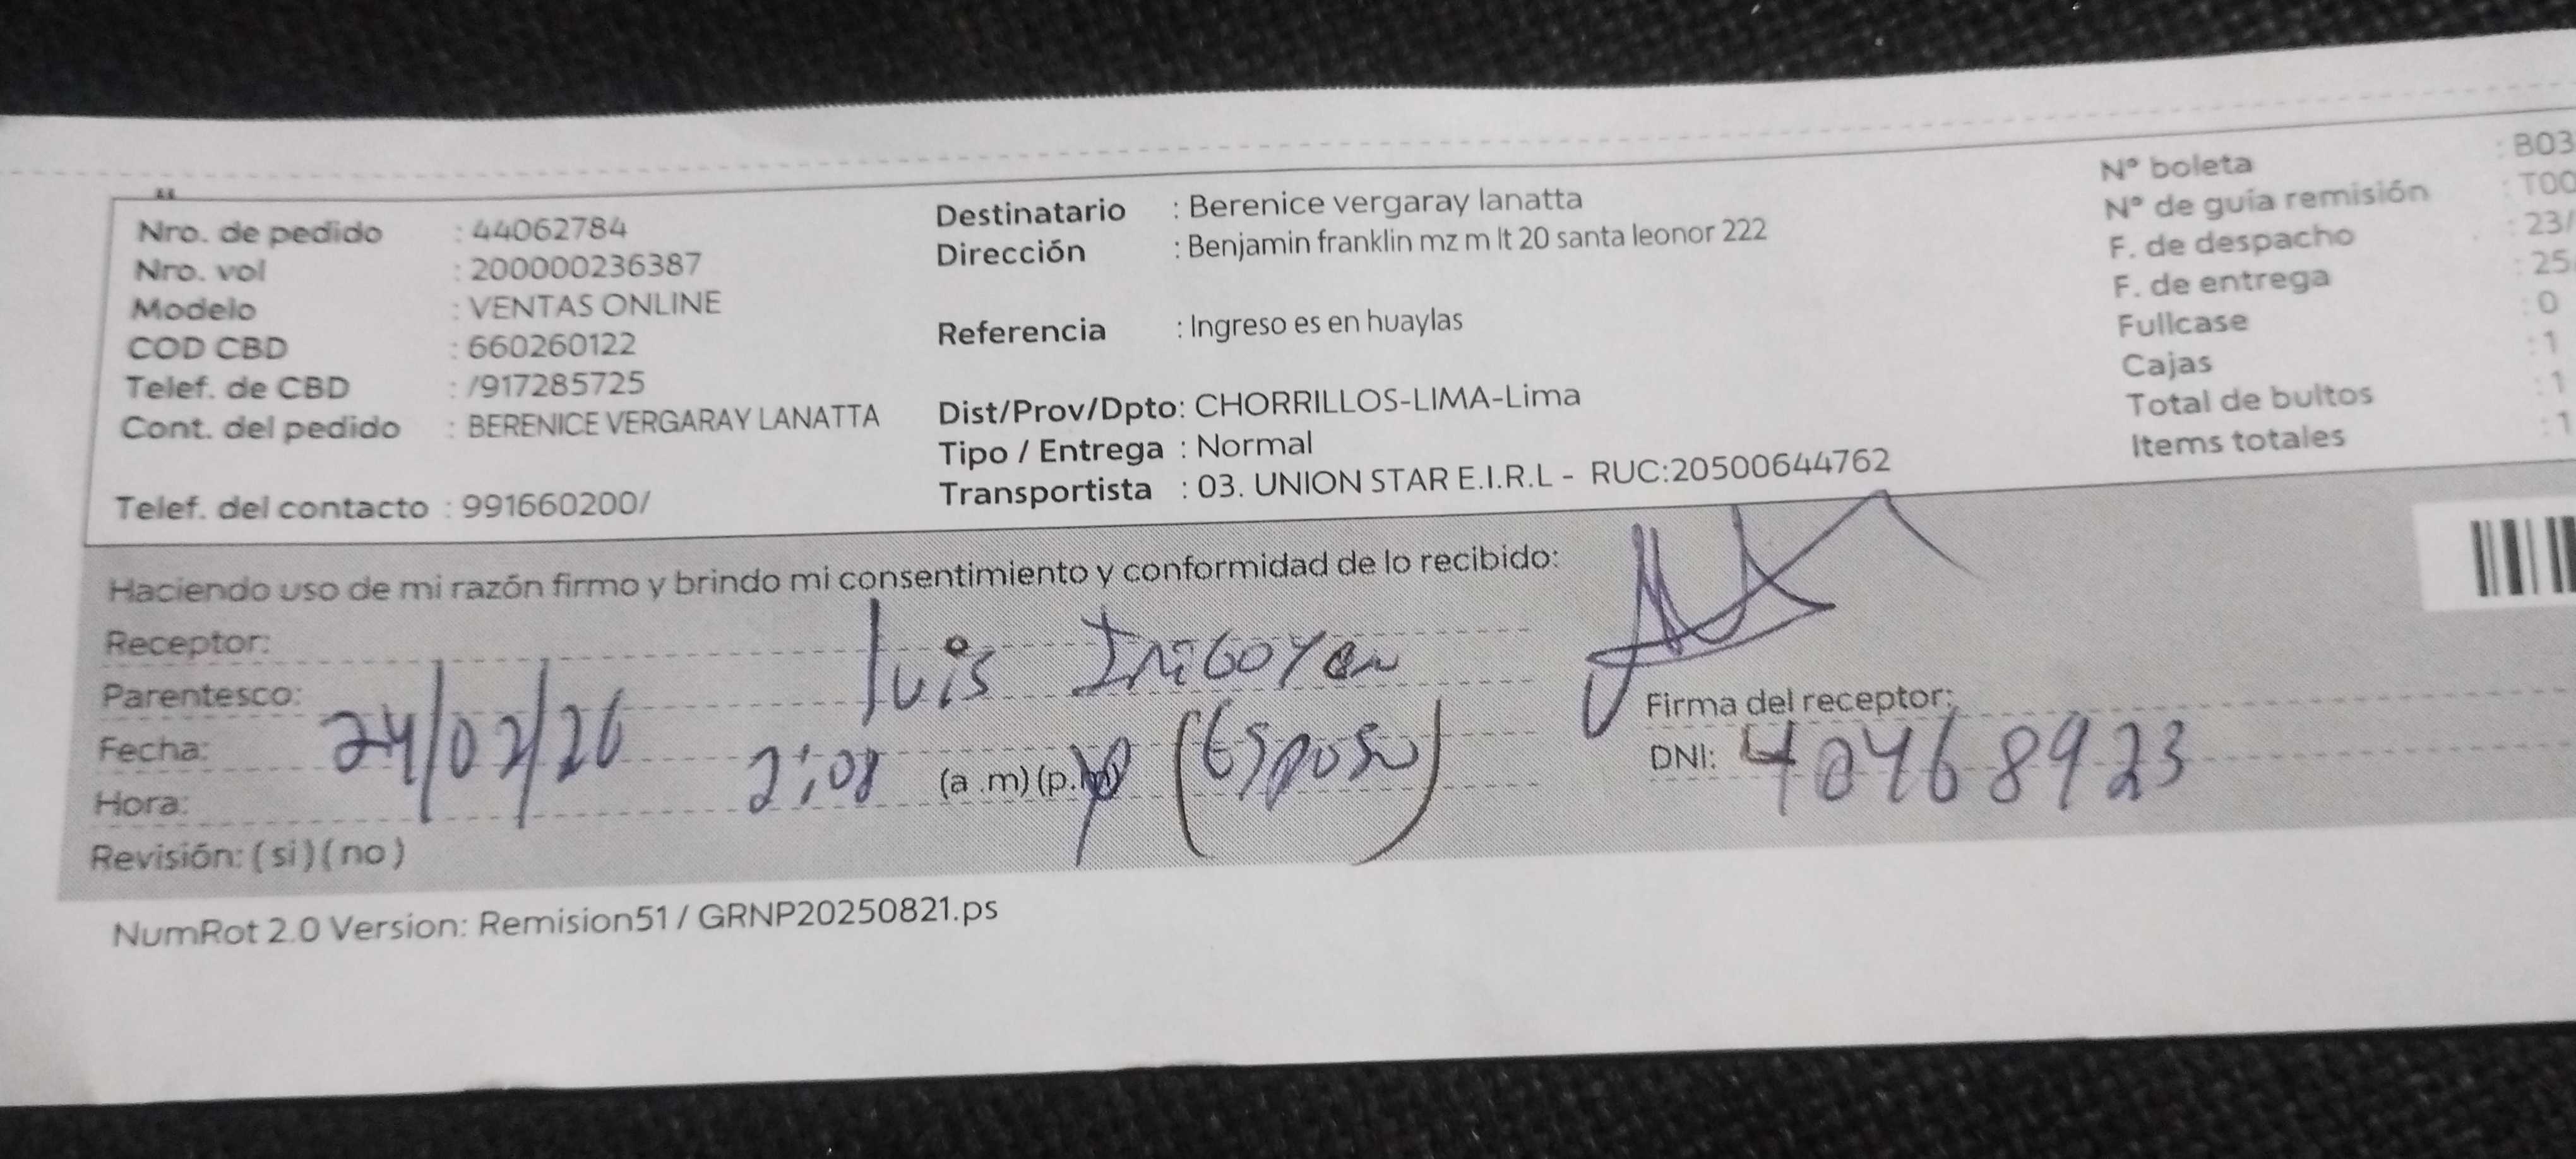 Nro. de pedido : 44062784
Nro. vol : 200000236387
Modelo : VENTAS ONLINE
COD CBD : 660260122
Telef. de CBD : /917285725
Cont. del pedido : BERENICE VERGARAY LANATTA
Telef. del contacto : 991660200/
Destinatario : Berenice vergaray lanatta
Dirección : Benjamin franklin mz m lt 20 santa leonor 222
Referencia : Ingreso es en huaylas
Dist/Prov/Dpto: CHORRILLOS-LIMA-Lima
Tipo / Entrega : Normal
Transportista : 03. UNION STAR E.I.R.L - RUC:20500644762
N° boleta : B03
N° de guía remisión : T00
F. de despacho : 23/
F. de entrega : 25
Fullcase : 0
Cajas : 1
Total de bultos : 1
Items totales : 1
Haciendo uso de mi razón firmo y brindo mi consentimiento y conformidad de lo recibido:
Receptor: Luis Irigoyen
Parentesco: (Esposo)
Fecha: 24/02/26
Hora: 2:08 (a .m) (p.m)
Revisión: ( si ) ( no )
Firma del receptor:
DNI: 40468923
NumRot 2.0 Version: Remision51 / GRNP20250821.ps